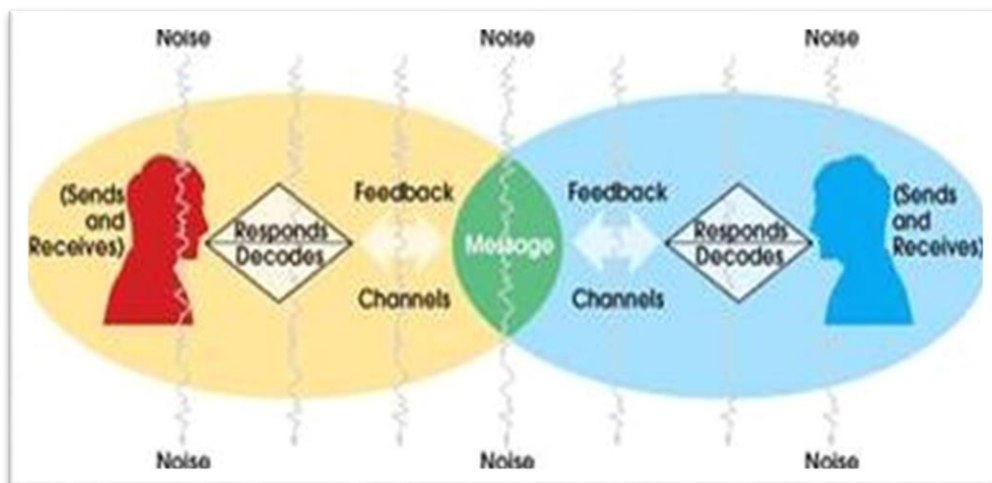 Noise Noise Noise
(Sends
and
Receives)
Responds
Decodes
Feedback
Channels
Message
Feedback
Channels
Responds
Decodes
(Sends
and
Receives)
Noise Noise Noise